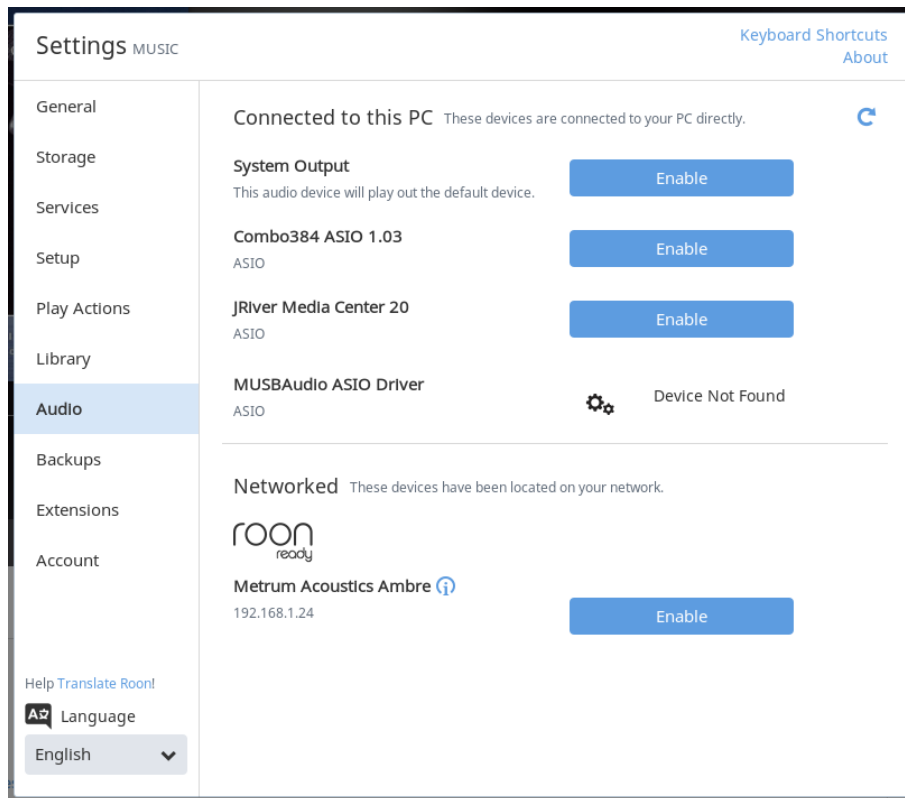 Settings MUSIC
Keyboard Shortcuts
About
General
Storage
Services
Setup
Play Actions
Library
Audio
Backups
Extensions
Account
Help Translate Roon!
Language
English
Connected to this PC These devices are connected to your PC directly.
System Output
This audio device will play out the default device.
Enable
Combo384 ASIO 1.03
ASIO
Enable
JRiver Media Center 20
ASIO
Enable
MUSBAudio ASIO Driver
ASIO
Device Not Found
Networked These devices have been located on your network.
roon
ready
Metrum Acoustics Ambre
192.168.1.24
Enable